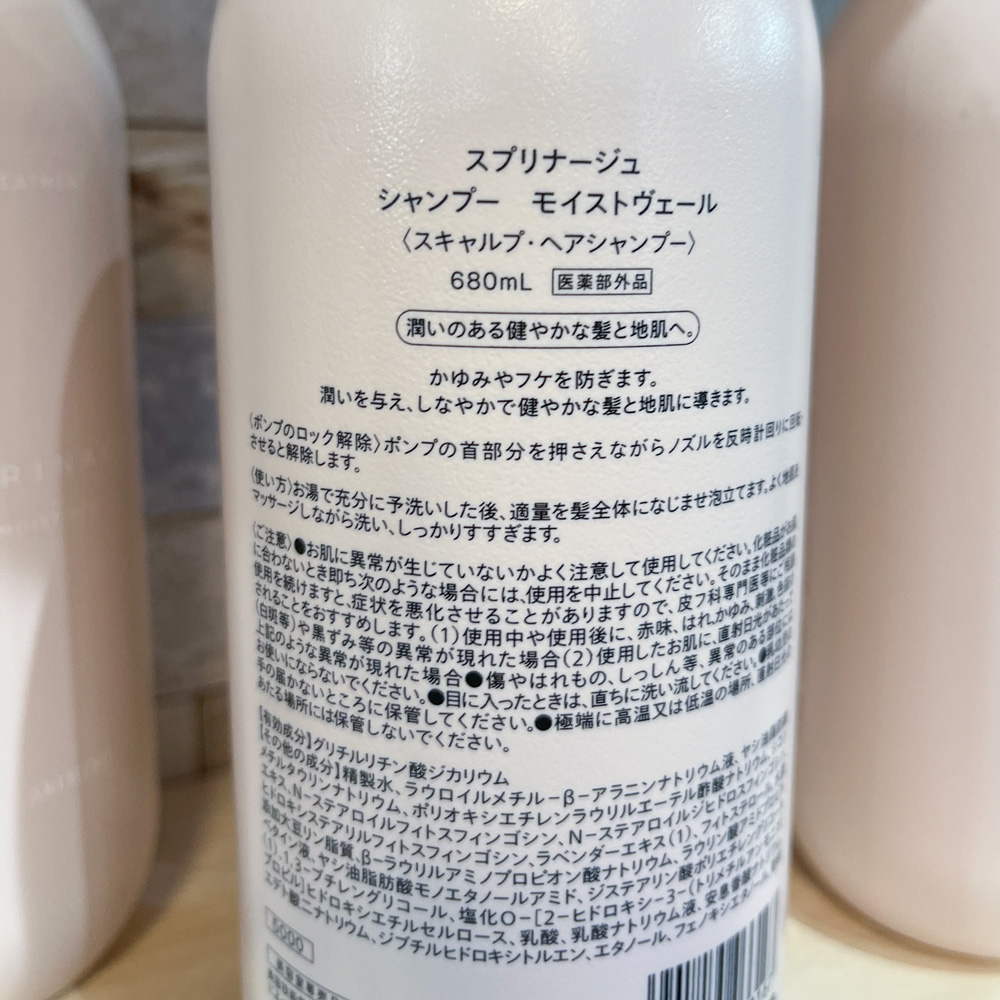 スプリナージュ
シャンプー モイストヴェール
〈スキャルプ・ヘアシャンプー〉
680mL 医薬部外品
潤いのある健やかな髪と地肌へ。
かゆみやフケを防ぎます。
潤いを与え、しなやかで健やかな髪と地肌に導きます。
〈ポンプのロック解除〉ポンプの首部分を押さえながらノズルを反時計回りに回転
させると解除します。
〈使い方〉お湯で充分に予洗いした後、適量を髪全体になじませ泡立てます。よく地肌を
マッサージしながら洗い、しっかりすすぎます。
〈ご注意〉●お肌に異常が生じていないかよく注意して使用してください。化粧品がお肌
に合わないとき即ち次のような場合には、使用を中止してください。そのまま化粧品類の
使用を続けますと、症状を悪化させることがありますので、皮フ科専門医等にご相談
されることをおすすめします。(1)使用中や使用後に、赤味、はれ、かゆみ、刺激、色抜け
(白斑等)や黒ずみ等の異常が現れた場合(2)使用したお肌に、直射日光があたって
上記のような異常が現れた場合●傷やはれもの、しっしん等、異常のある部位には
お使いにならないでください。●目に入ったときは、直ちに洗い流してください。
手の届かないところに保管してください。●極端に高温又は低温の場所、直射日光の
あたる場所には保管しないでください。
【有効成分】グリチルリチン酸ジカリウム
【その他の成分】精製水、ラウロイルメチル-β-アラニンナトリウム液、ヤシ油脂肪酸
メチルタウリンナトリウム、ポリオキシエチレンラウリルエーテル酢酸ナトリウム、
エキス、N-ステアロイルフィトスフィンゴシン、N-ステアロイルジヒドロスフィンゴシン
ヒドロキシステアリルフィトスフィンゴシン、ラベンダーエキス(1)、フィトステロール、
添加大豆リン脂質、β-ラウリルアミノプロピオン酸ナトリウム、ラウリン酸アミドプロピル
ベタイン液、ヤシ油脂肪酸モノエタノールアミド、ジステアリン酸ポリエチレングリコール
(1)、1,3-ブチレングリコール、塩化O-[2-ヒドロキシ-3-(トリメチルアンモニオ)
プロピル]ヒドロキシエチルセルロース、乳酸、乳酸ナトリウム液、安息香酸ナトリウム
エデト酸二ナトリウム、ジブチルヒドロキシトルエン、エタノール、フェノキシエタノール
5000